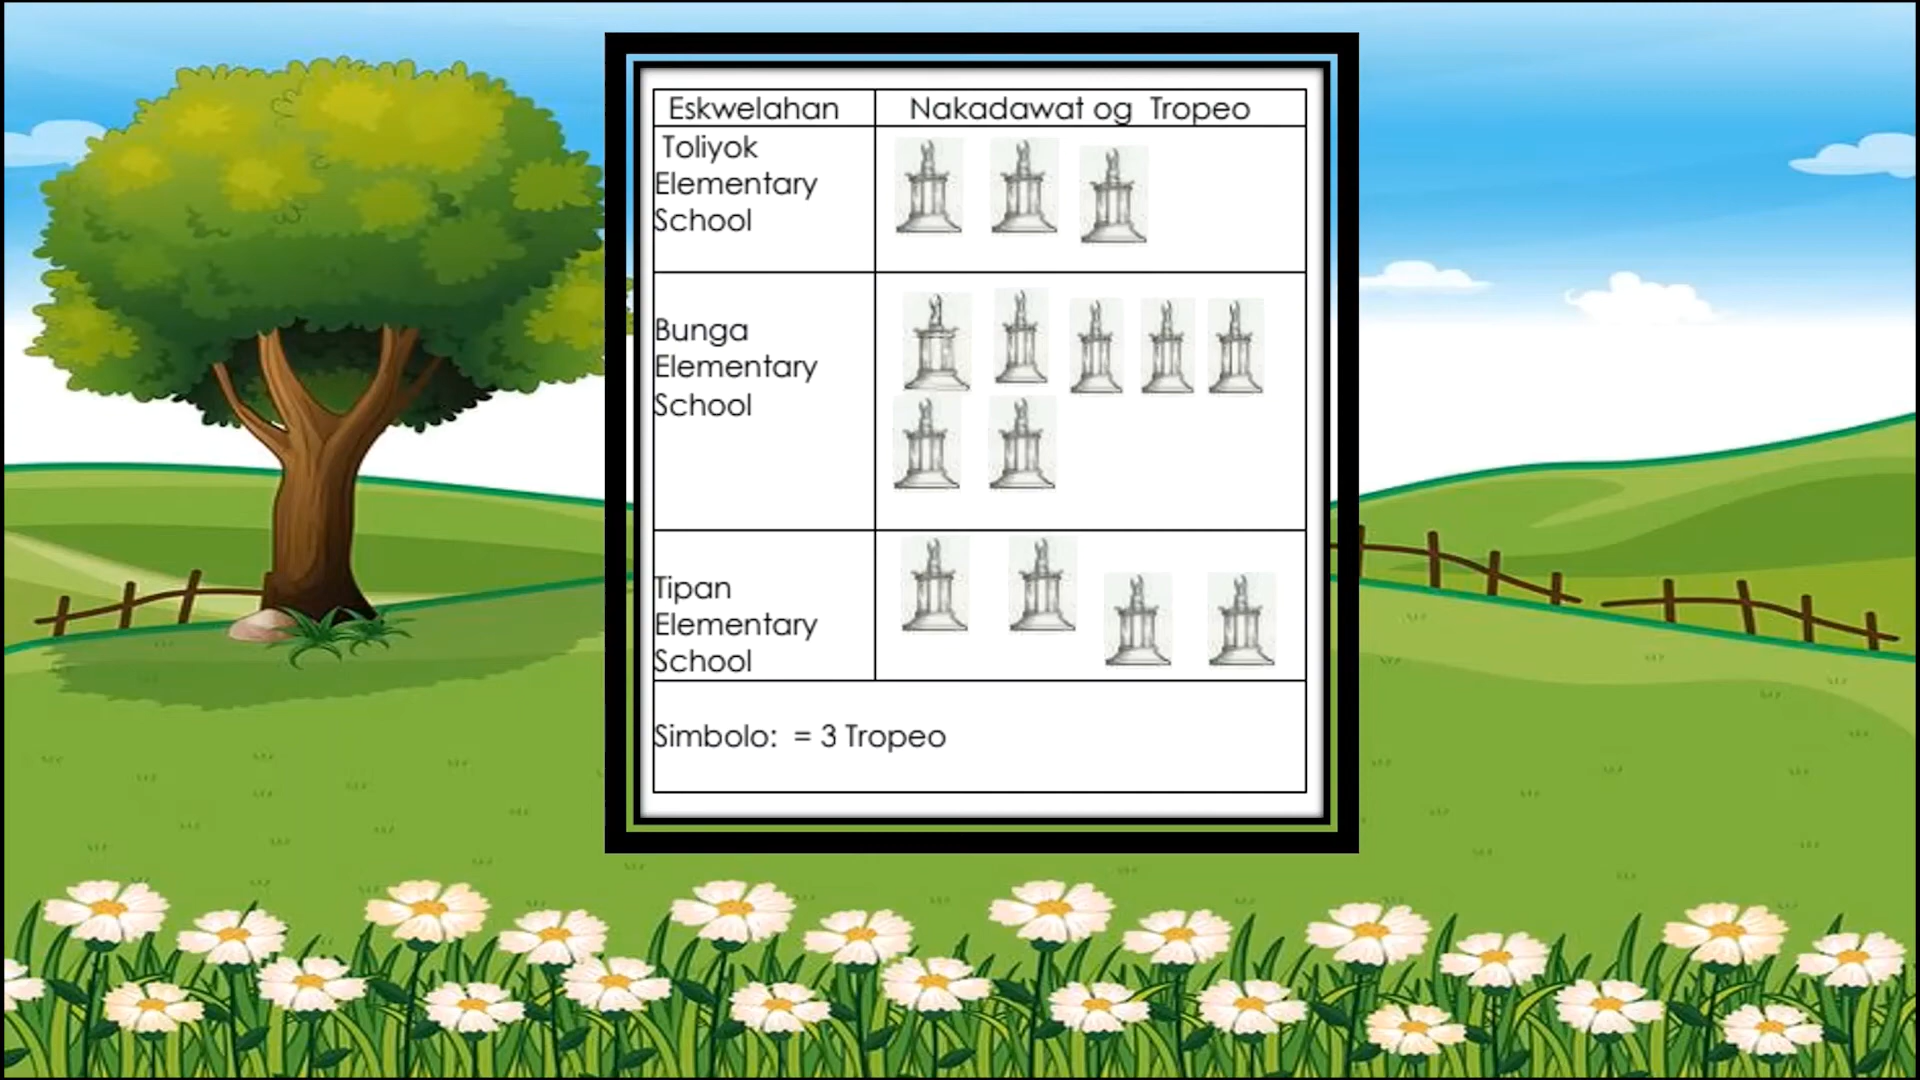 Eskwelahan
Nakadawat og Tropeo
Toliyok
Elementary
School
Bunga
Elementary
School
Tipan
Elementary
School
Simbolo: = 3 Tropeo